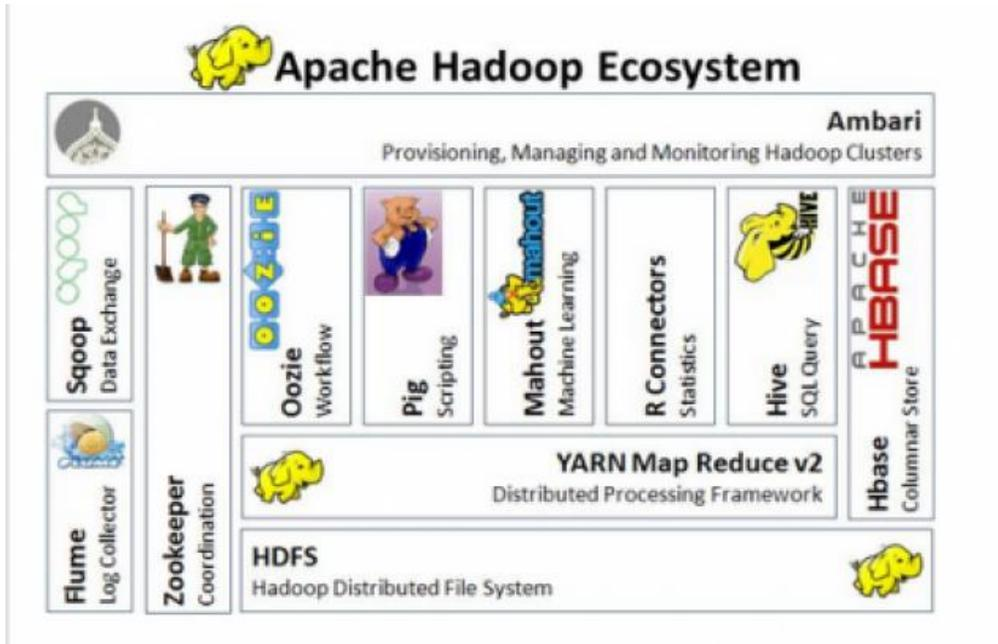 Apache Hadoop Ecosystem
Ambari
Provisioning, Managing and Monitoring Hadoop Clusters
Sqoop
Data Exchange
Flume
Log Collector
Zookeeper
Coordination
OOZIE
Oozie
Workflow
Pig
Scripting
mahout
Mahout
Machine Learning
R Connectors
Statistics
HIVE
Hive
SQL Query
APACHE
HBASE
Hbase
Columnar Store
YARN Map Reduce v2
Distributed Processing Framework
HDFS
Hadoop Distributed File System